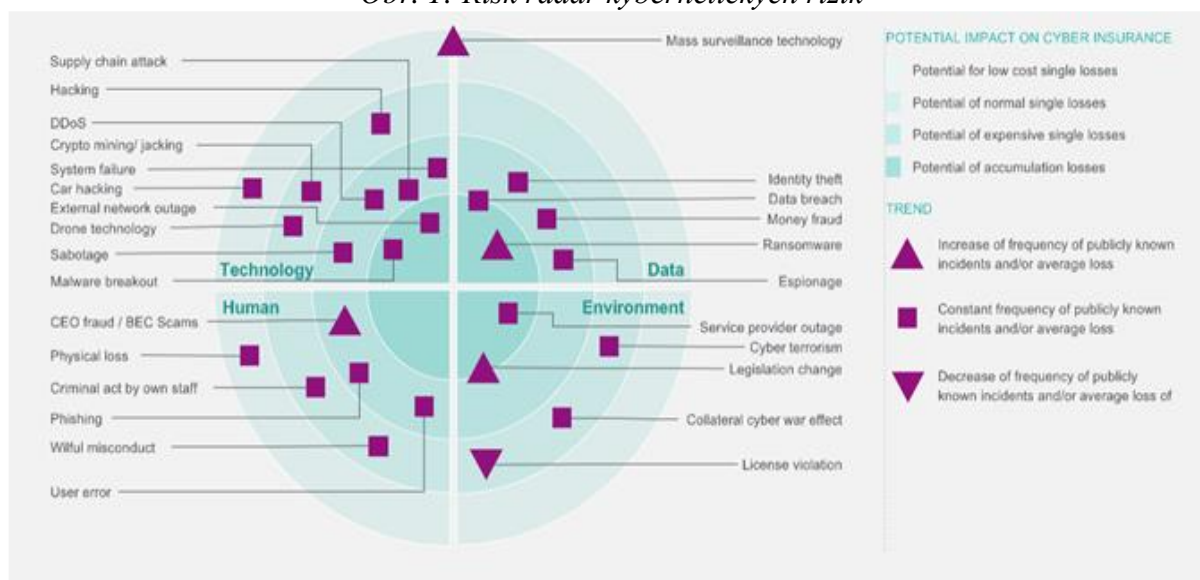 Obr. 1: Risk radar kybernetických rizik
Supply chain attack
Hacking
DDoS
Crypto mining/ jacking
System failure
Car hacking
External network outage
Drone technology
Sabotage
Malware breakout
Technology
Human
CEO fraud / BEC Scams
Physical loss
Criminal act by own staff
Phishing
Wilful misconduct
User error
Mass surveillance technology
Identity theft
Data breach
Money fraud
Ransomware
Espionage
Data
Environment
Service provider outage
Cyber terrorism
Legislation change
Collateral cyber war effect
License violation
POTENTIAL IMPACT ON CYBER INSURANCE
Potential for low cost single losses
Potential of normal single losses
Potential of expensive single losses
Potential of accumulation losses
TREND
Increase of frequency of publicly known
incidents and/or average loss
Constant frequency of publicly known
incidents and/or average loss
Decrease of frequency of publicly
known incidents and/or average loss of